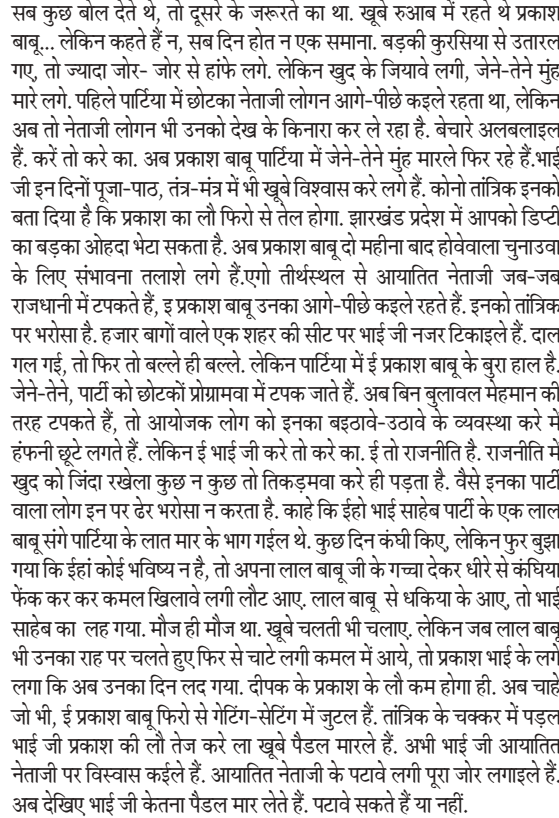 सब कुछ बोल देते थे, तो दूसरे के जरूरते का था. खूबे रुआब में रहते थे प्रकाश
बाबू... लेकिन कहते हैं न, सब दिन होत न एक समाना. बड़की कुरसिया से उतारल
गए, तो ज्यादा जोर- जोर से हांफे लगे. लेकिन खुद के जियावे लगी, जेने-तेने मुंह
मारे लगे. पहिले पार्टिया में छोटका नेताजी लोगन आगे-पीछे कइले रहता था, लेकिन
अब तो नेताजी लोगन भी उनको देख के किनारा कर ले रहा है. बेचारे अलबलाइल
हैं. करें तो करे का. अब प्रकाश बाबू पार्टिया में जेने-तेने मुंह मारले फिर रहे हैं.भाई
जी इन दिनों पूजा-पाठ, तंत्र-मंत्र में भी खूबे विश्वास करे लगे हैं. कोनो तांत्रिक इनको
बता दिया है कि प्रकाश का लौ फिरो से तेल होगा. झारखंड प्रदेश में आपको डिप्टी
का बड़का ओहदा भेटा सकता है. अब प्रकाश बाबू दो महीना बाद होवेवाला चुनाउवा
के लिए संभावना तलाशे लगे हैं.एगो तीर्थस्थल से आयातित नेताजी जब-जब
राजधानी में टपकते हैं, इ प्रकाश बाबू उनका आगे-पीछे कइले रहते हैं. इनको तांत्रिक
पर भरोसा है. हजार बागों वाले एक शहर की सीट पर भाई जी नजर टिकाइले हैं. दाल
गल गई, तो फिर तो बल्ले ही बल्ले. लेकिन पार्टिया में ई प्रकाश बाबू के बुरा हाल है.
जेने-तेने, पार्टी को छोटकों प्रोग्रामवा में टपक जाते हैं. अब बिन बुलावल मेहमान की
तरह टपकते हैं, तो आयोजक लोग को इनका बइठावे-उठावे के व्यवस्था करे मे
हंफनी छूटे लगते हैं. लेकिन ई भाई जी करे तो करे का. ई तो राजनीति है. राजनीति मे
खुद को जिंदा रखेला कुछ न कुछ तो तिकड़मवा करे ही पड़ता है. वैसे इनका पार्टी
वाला लोग इन पर ढेर भरोसा न करता है. काहे कि ईहो भाई साहेब पार्टी के एक लाल
बाबू संगे पार्टिया के लात मार के भाग गईल थे. कुछ दिन कंघी किए, लेकिन फुर बुझा
गया कि ईहां कोई भविष्य न है, तो अपना लाल बाबू जी के गच्चा देकर धीरे से कंघिया
फेंक कर कर कमल खिलावे लगी लौट आए. लाल बाबू से धकिया के आए, तो भाई
साहेब का लह गया. मौज ही मौज था. खूबे चलती भी चलाए. लेकिन जब लाल बाबू
भी उनका राह पर चलते हुए फिर से चाटे लगी कमल में आये, तो प्रकाश भाई के लगे
लगा कि अब उनका दिन लद गया. दीपक के प्रकाश के लौ कम होगा ही. अब चाहे
जो भी, ई प्रकाश बाबू फिरो से गेटिंग-सेटिंग में जुटल हैं. तांत्रिक के चक्कर में पड़ल
भाई जी प्रकाश की लौ तेज करे ला खूबे पैडल मारले हैं. अभी भाई जी आयातित
नेताजी पर विस्वास कईले हैं. आयातित नेताजी के पटावे लगी पूरा जोर लगाइले हैं.
अब देखिए भाई जी केतना पैडल मार लेते हैं. पटावे सकते हैं या नहीं.